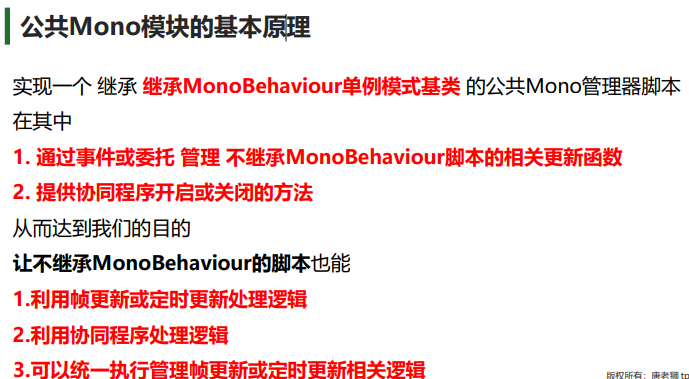 公共Mono模块的基本原理
实现一个 继承 继承MonoBehaviour单例模式基类 的公共Mono管理器脚本
在其中
1. 通过事件或委托 管理 不继承MonoBehaviour脚本的相关更新函数
2. 提供协同程序开启或关闭的方法
从而达到我们的目的
让不继承MonoBehaviour的脚本也能
1.利用帧更新或定时更新处理逻辑
2.利用协同程序处理逻辑
3.可以统一执行管理帧更新或定时更新相关逻辑
版权所有：唐老狮 tp